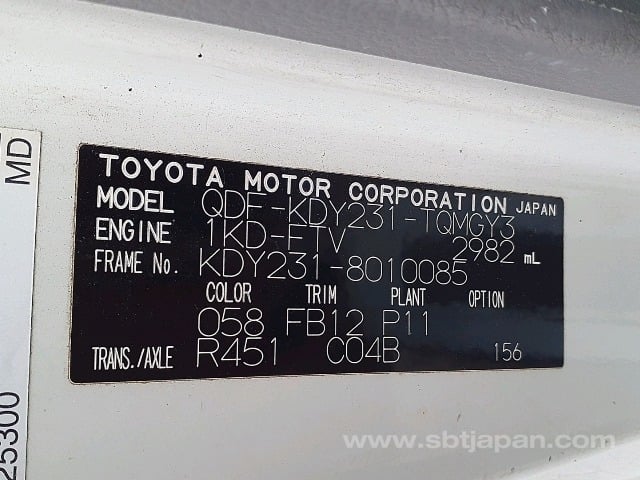 MD
25300
TOYOTA MOTOR CORPORATION JAPAN
MODEL QDF-KDY231-TQMGY3
ENGINE 1KD-FTV 2982 mL
FRAME No. KDY231-8010085
COLOR TRIM PLANT OPTION
058 FB12 P11
TRANS./AXLE R451 C04B 156
www.sbtjapan.com